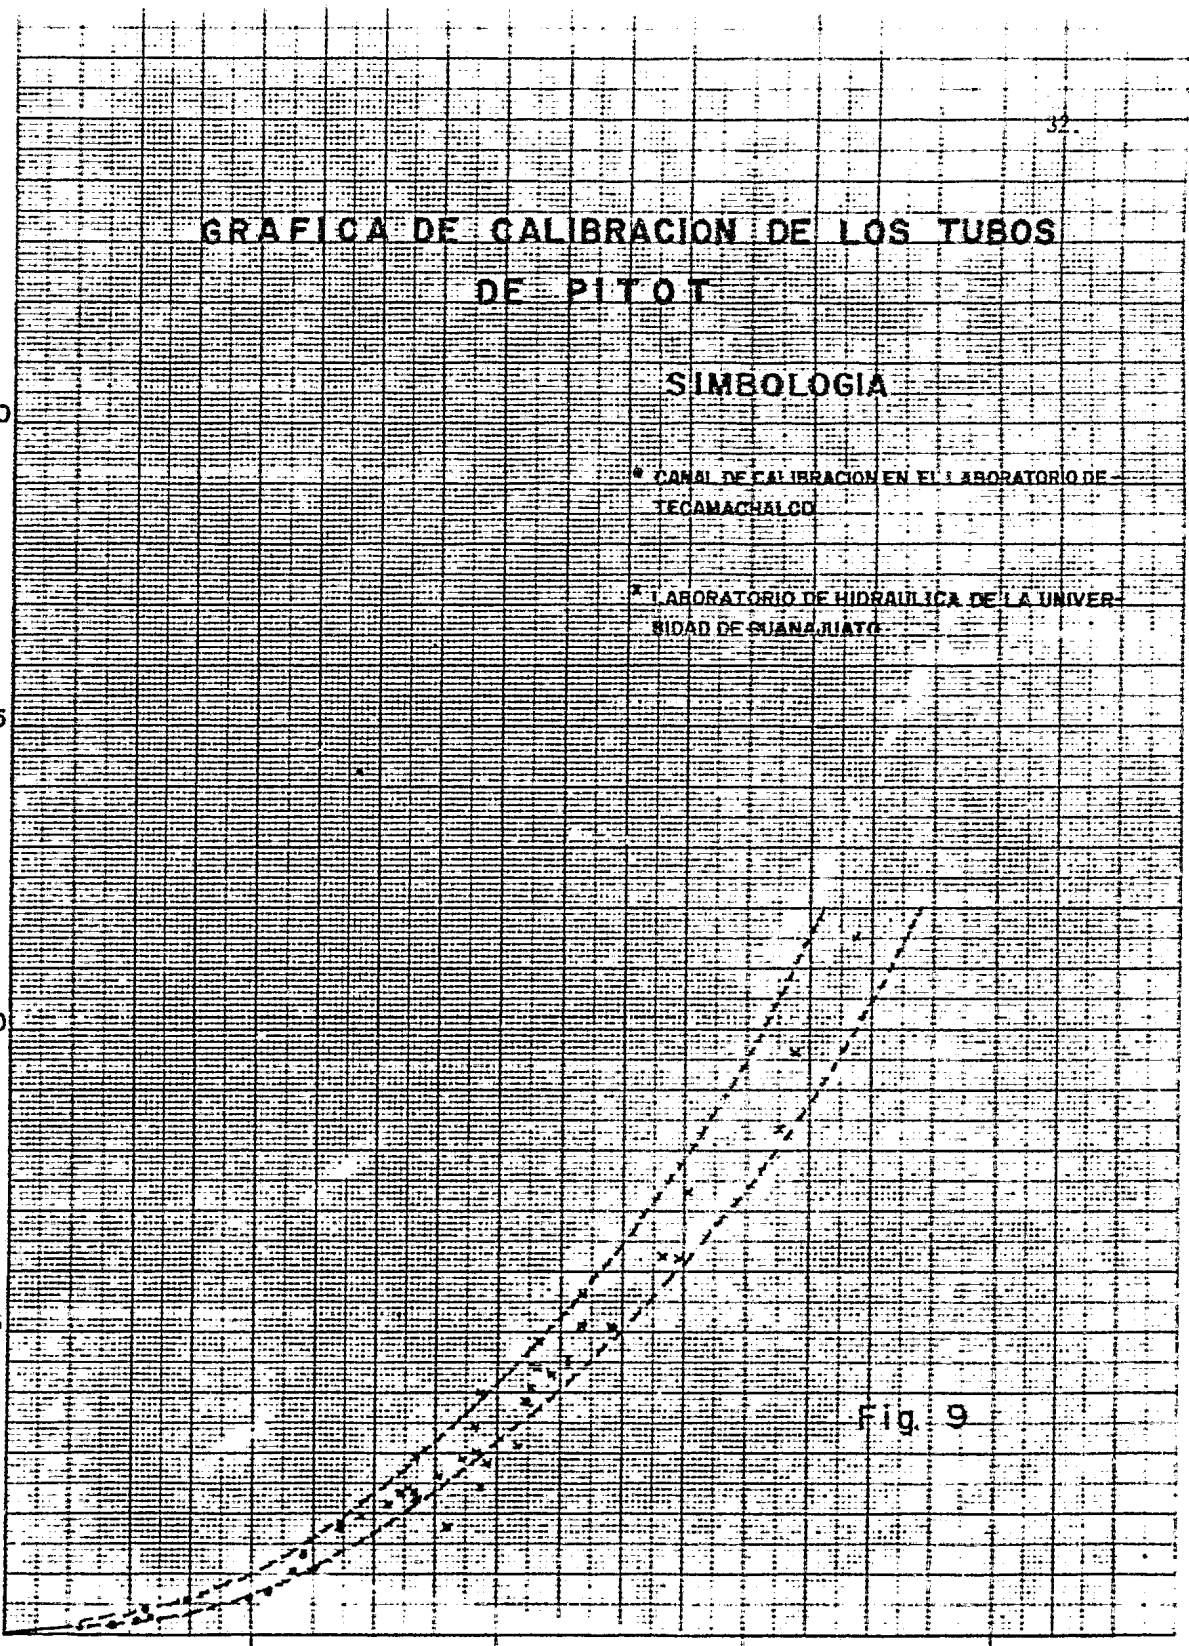 32.
GRAFICA DE CALIBRACION DE LOS TUBOS
DE PITOT
SIMBOLOGIA
CANAL DE CALIBRACION EN EL LABORATORIO DE -
TECAMACHALCO
x LABORATORIO DE HIDRAULICA DE LA UNIVER-
SIDAD DE GUANAJUATO
Fig. 9